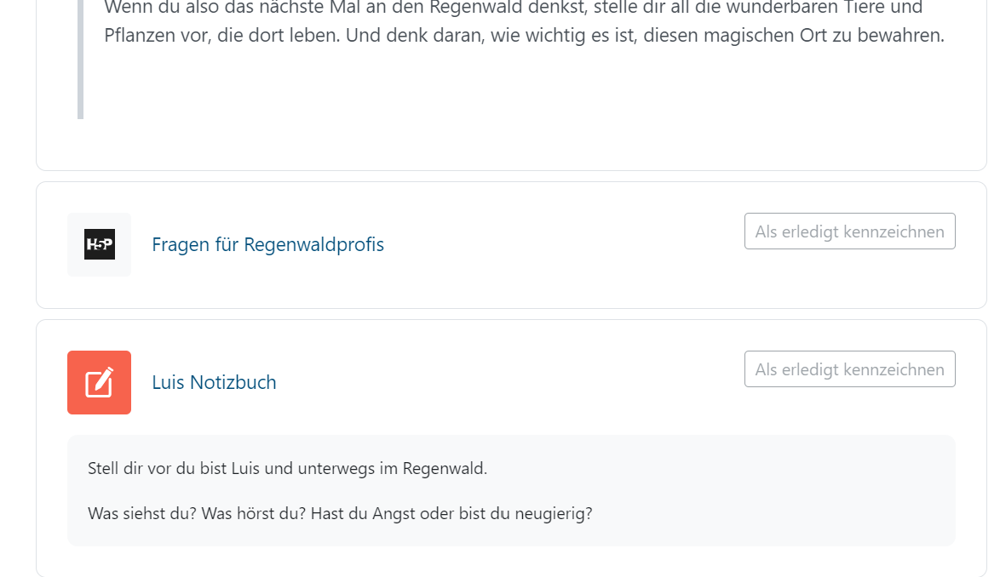 Wenn du also das nächste Mal an den Regenwald denkst, stelle dir all die wunderbaren Tiere und
Pflanzen vor, die dort leben. Und denk daran, wie wichtig es ist, diesen magischen Ort zu bewahren.
H5P
Fragen für Regenwaldprofis
Als erledigt kennzeichnen
Luis Notizbuch
Als erledigt kennzeichnen
Stell dir vor du bist Luis und unterwegs im Regenwald.
Was siehst du? Was hörst du? Hast du Angst oder bist du neugierig?